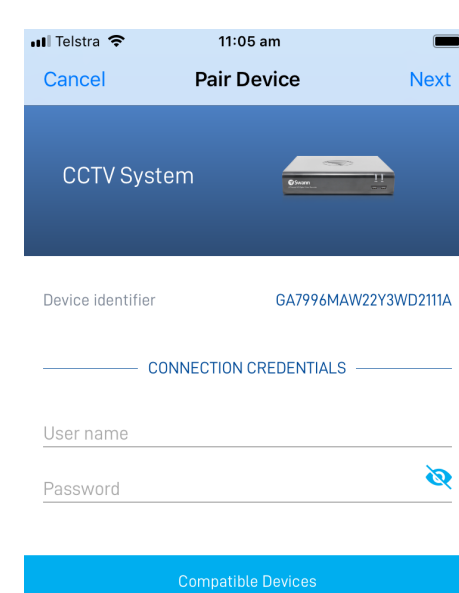 Telstra 11:05 am
Cancel Pair Device Next
CCTV System
Swann
Device identifier GA7996MAW22Y3WD2111A
CONNECTION CREDENTIALS
User name
Password
Compatible Devices